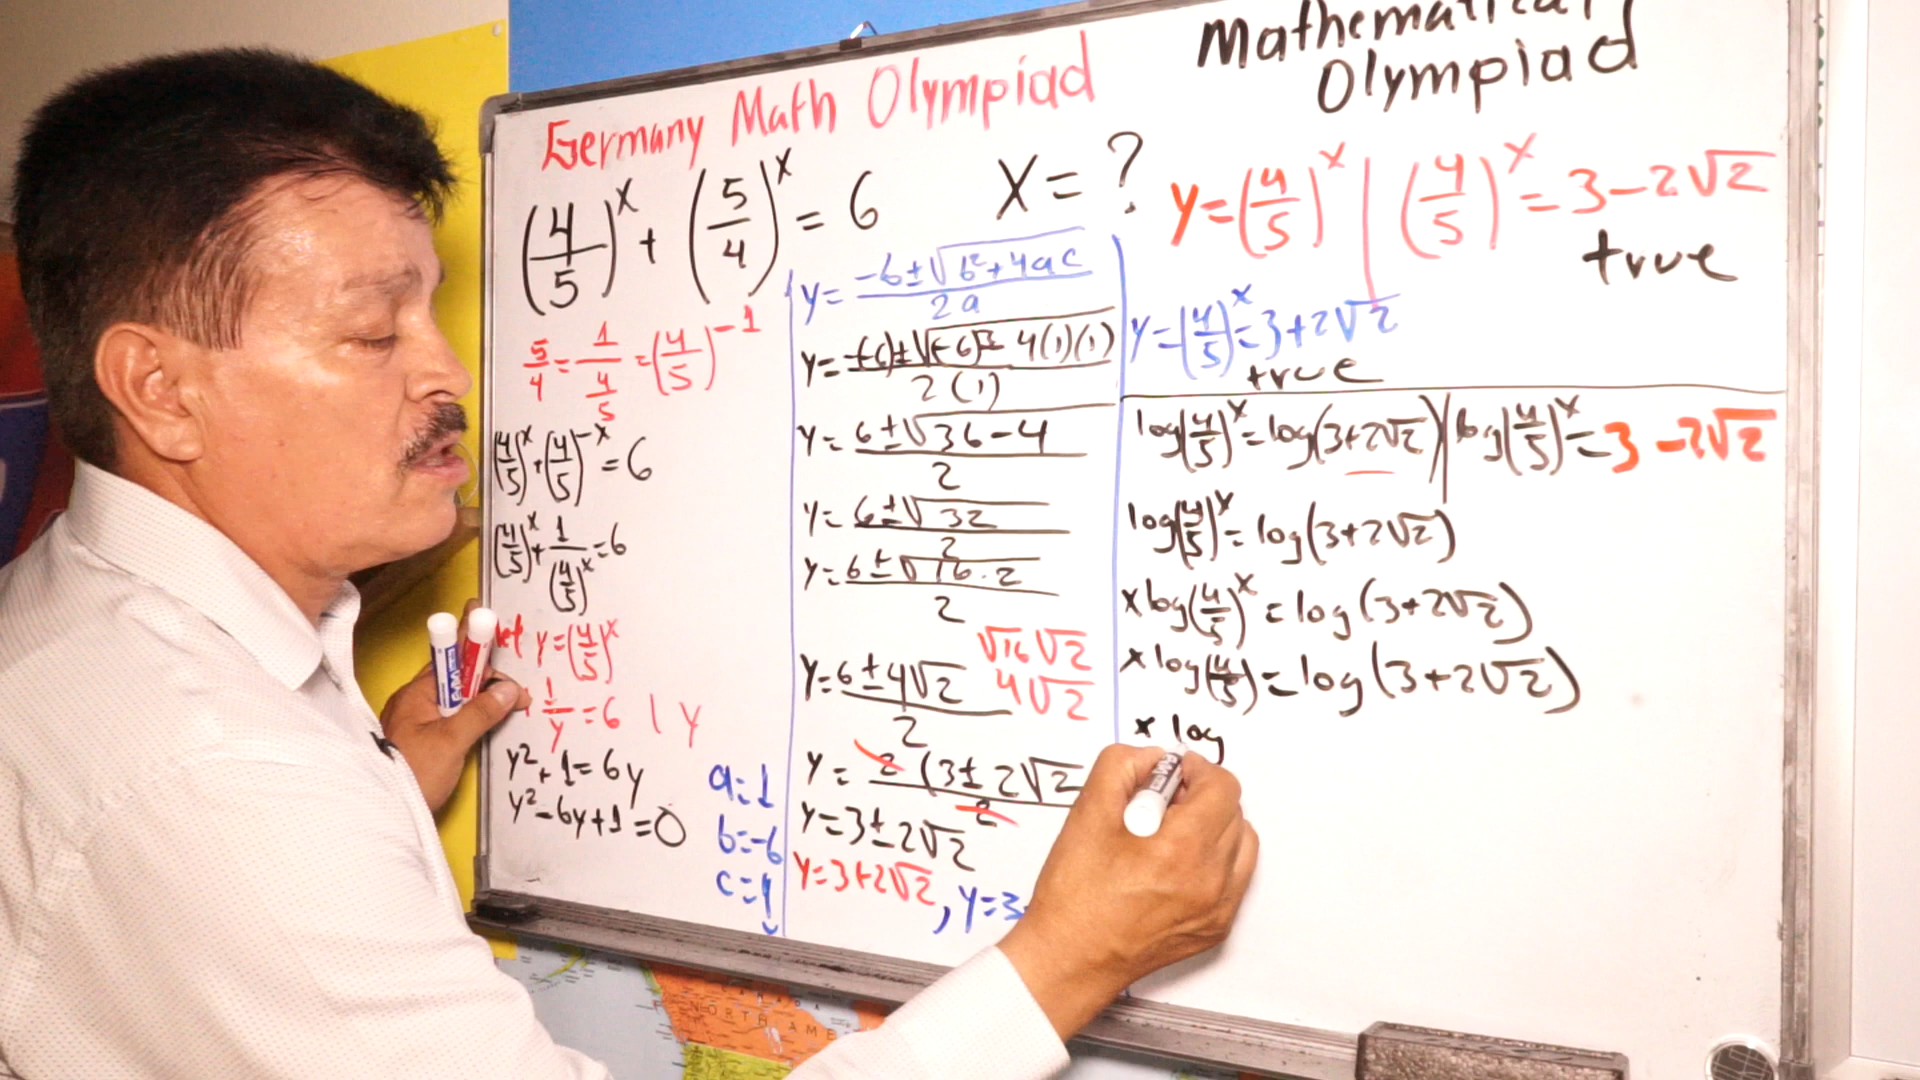 Germany Math Olympiad
(4/5)^x + (5/4)^x = 6 x = ?
5/4 = 1/(4/5) = (4/5)^-1
(4/5)^x + (4/5)^-x = 6
(4/5)^x + 1/(4/5)^x = 6
let y = (4/5)^x
1/y = 6 | y
y² + 1 = 6y
y² - 6y + 1 = 0
a = 1
b = -6
c = 1
y = (-b ± √(b² + 4ac))/2a
y = (-(-6) ± √((-6)² - 4(1)(1)))/2(1)
y = (6 ± √(36 - 4))/2
y = (6 ± √32)/2
y = (6 ± √(16·2))/2
√16 √2
4√2
y = (6 ± 4√2)/2
y = 2(3 ± 2√2/2
y = 3 ± 2√2
y = 3 + 2√2, y = 3
Mathematical
Olympiad
y = (4/5)^x | (4/5)^x = 3 - 2√2
true
y = (4/5)^x = 3 + 2√2
true
log(4/5)^x = log(3 + 2√2) | log(4/5)^x = 3 - 2√2
log(4/5)^x = log(3 + 2√2)
x log(4/5)^x = log(3 + 2√2)
x log(4/5) = log(3 + 2√2)
x log
NORTH AME